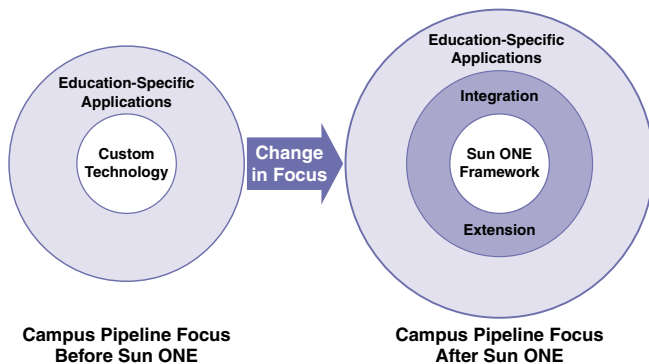 Education-Specific
Applications
Custom
Technology
Change
in Focus
Education-Specific
Applications
Integration
Sun ONE
Framework
Extension
Campus Pipeline Focus
Before Sun ONE
Campus Pipeline Focus
After Sun ONE